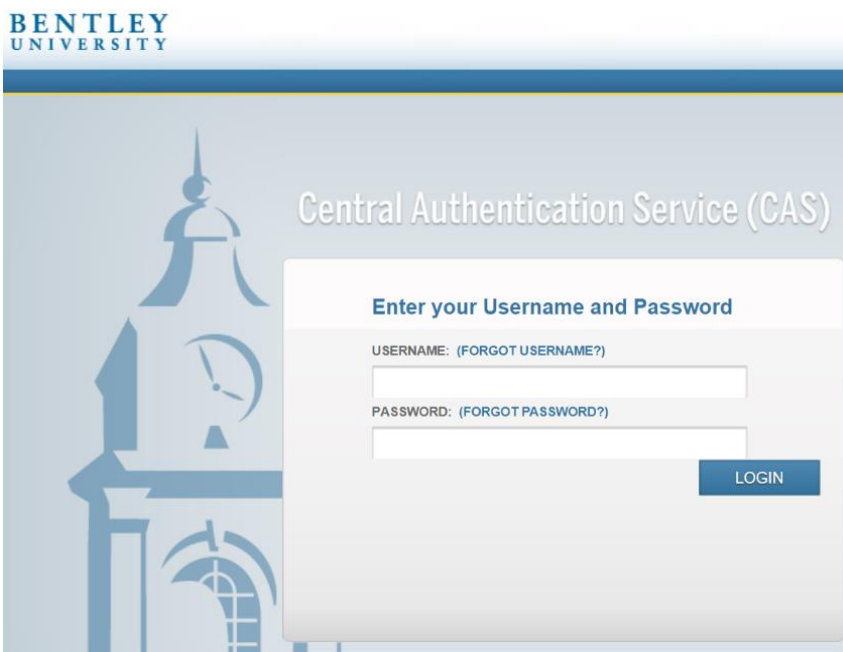 BENTLEY
UNIVERSITY
Central Authentication Service (CAS)
Enter your Username and Password
USERNAME: (FORGOT USERNAME?)
PASSWORD: (FORGOT PASSWORD?)
LOGIN